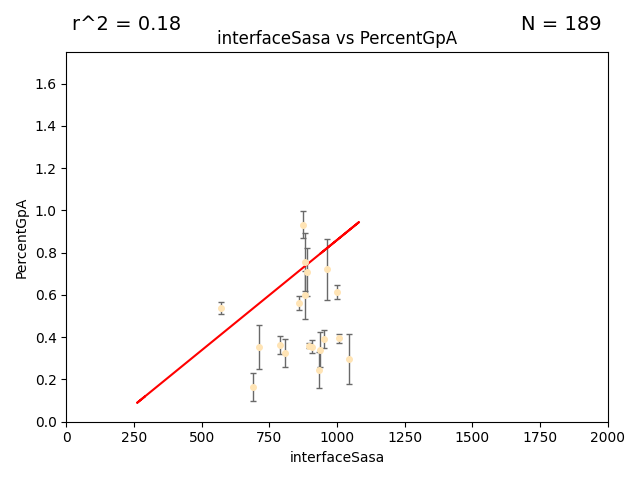 r^2 = 0.18
N = 189
interfaceSasa vs PercentGpA
PercentGpA
1.6
1.4
1.2
1.0
0.8
0.6
0.4
0.2
0.0
0 250 500 750 1000 1250 1500 1750 2000
interfaceSasa